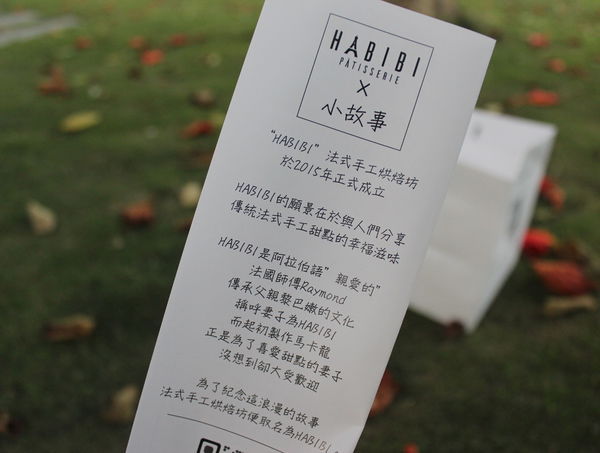 HABIBI
PÂTISSERIE
×
小故事
"HABIBI" 法式手工烘焙坊
於2015年正式成立
HABIBI的願景在於與人們分享
傳統法式手工甜點的幸福滋味
HABIBI是阿拉伯語"親愛的"
法國師傅Raymond
傳承父親黎巴嫩的文化
稱呼妻子為HABIBI
而起初製作馬卡龍
正是為了喜愛甜點的妻子
沒想到卻大受歡迎
為了紀念這浪漫的故事
法式手工烘焙坊便取名為HABIBI